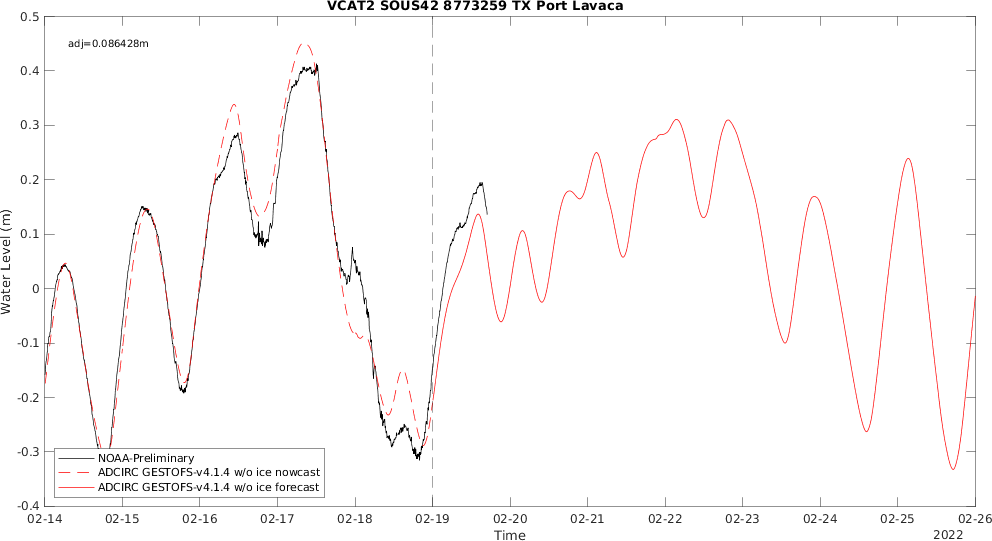 VCAT2 SOUS42 8773259 TX Port Lavaca
adj=0.086428m
0.5
0.4
0.3
0.2
0.1
0
-0.1
-0.2
-0.3
-0.4
Water Level (m)
NOAA-Preliminary
ADCIRC GESTOFS-v4.1.4 w/o ice nowcast
ADCIRC GESTOFS-v4.1.4 w/o ice forecast
02-14 02-15 02-16 02-17 02-18 02-19 02-20 02-21 02-22 02-23 02-24 02-25 02-26
Time
2022